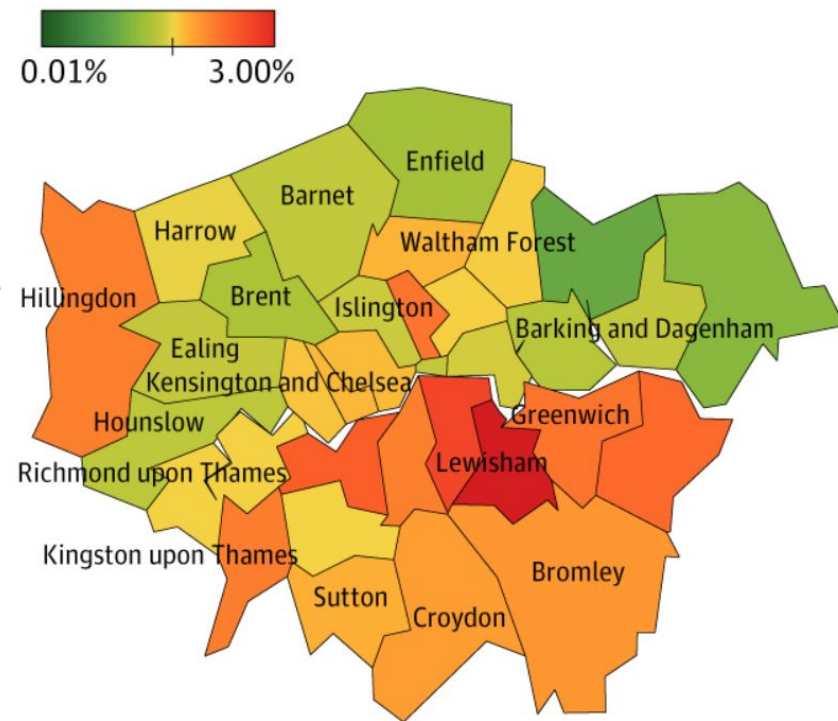 0.01% 3.00%
Enfield
Barnet
Harrow
Waltham Forest
Hillingdon
Brent
Islington
Barking and Dagenham
Ealing
Kensington and Chelsea
Hounslow
Greenwich
Richmond upon Thames
Lewisham
Kingston upon Thames
Bromley
Sutton
Croydon